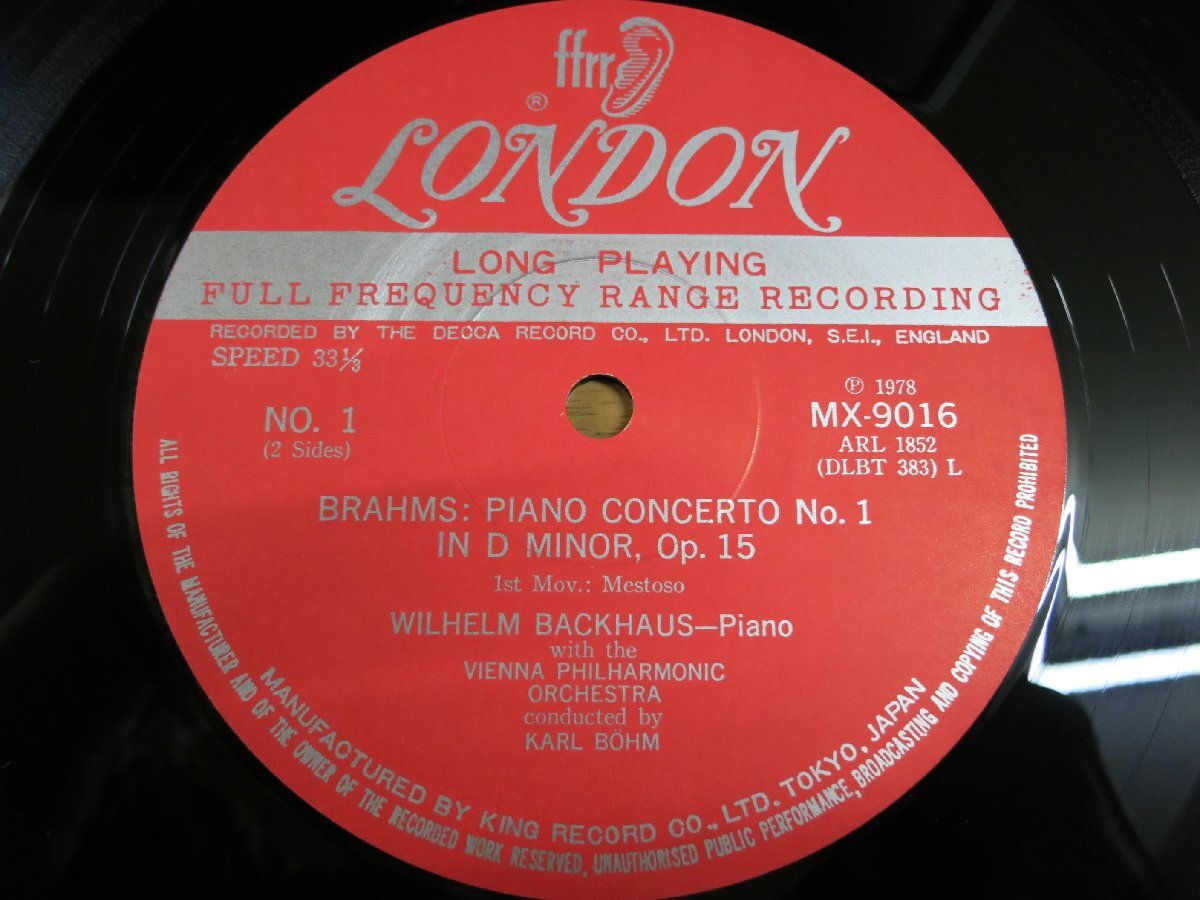 ffrr
®
LONDON
LONG PLAYING
FULL FREQUENCY RANGE RECORDING
RECORDED BY THE DECCA RECORD CO., LTD. LONDON, S.E.I., ENGLAND
SPEED 33⅓
℗ 1978
NO. 1
MX-9016
(2 Sides)
ARL 1852
(DLBT 383) L
BRAHMS: PIANO CONCERTO No. 1
IN D MINOR, Op. 15
1st Mov.: Mestoso
WILHELM BACKHAUS—Piano
with the
VIENNA PHILHARMONIC
ORCHESTRA
conducted by
KARL BÖHM
MANUFACTURED BY KING RECORD CO., LTD. TOKYO, JAPAN
ALL RIGHTS OF THE MANUFACTURER AND OF THE OWNER OF THE RECORDED WORK RESERVED, UNAUTHORISED PUBLIC PERFORMANCE, BROADCASTING AND COPYING OF THIS RECORD PROHIBITED